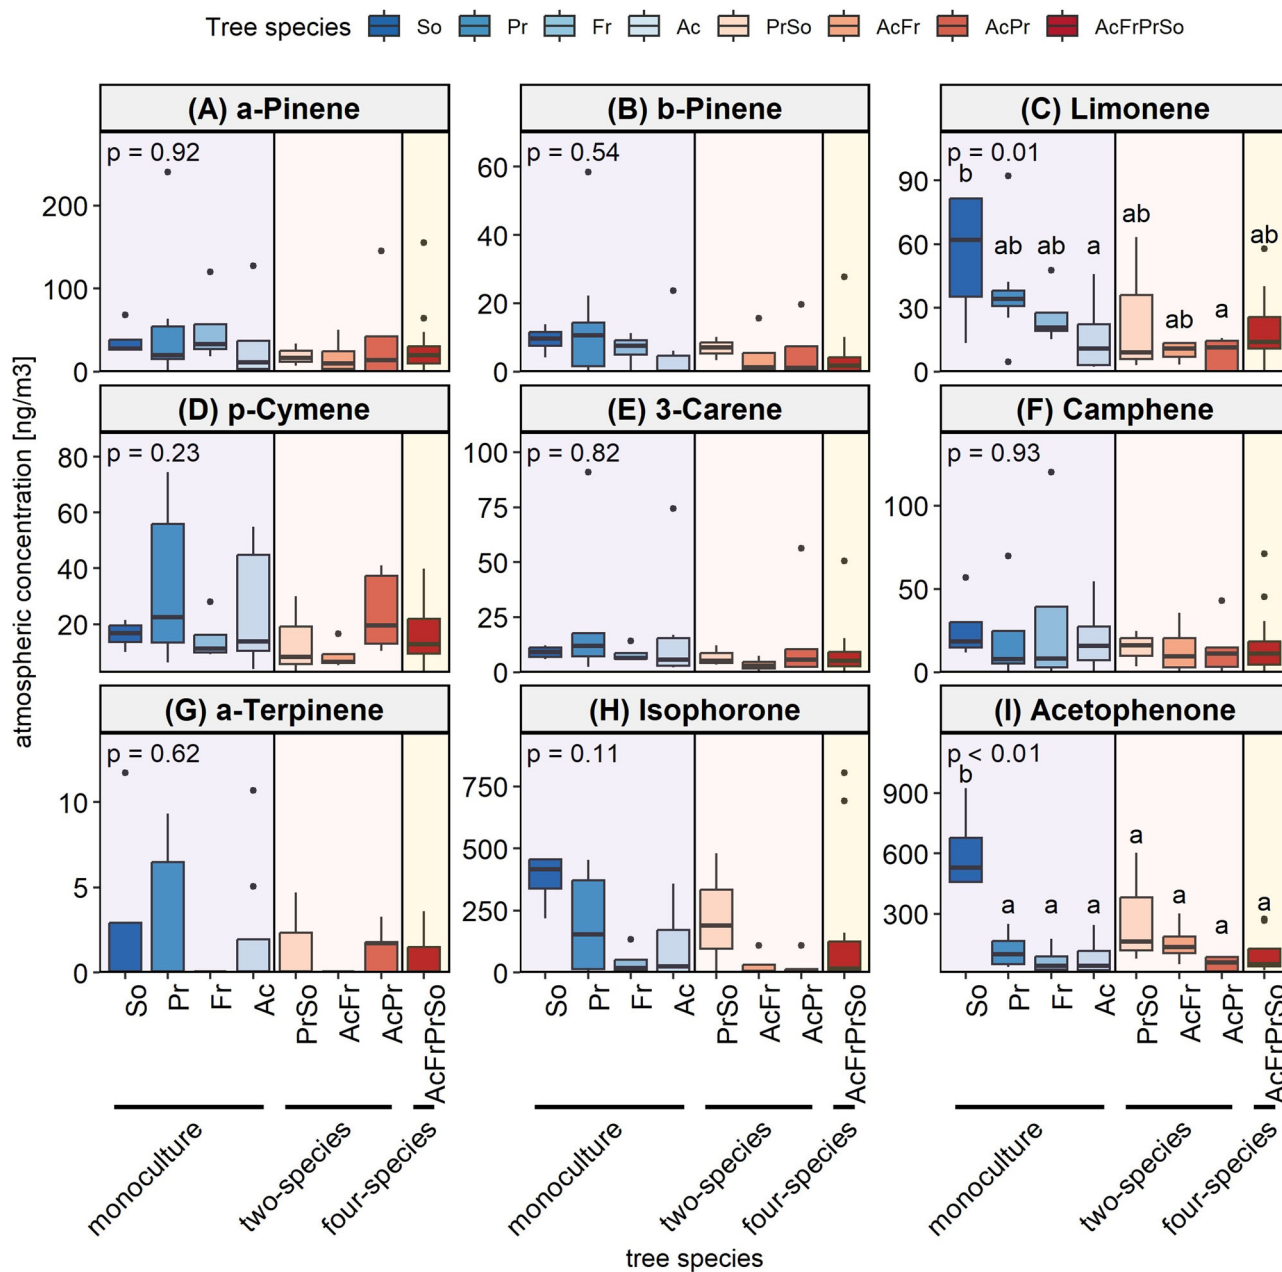 Tree species So Pr Fr Ac PrSo AcFr AcPr AcFrPrSo
atmospheric concentration [ng/m3]
(A) a-Pinene
p = 0.92
200
100
0
(B) b-Pinene
p = 0.54
60
40
20
0
(C) Limonene
p = 0.01
b
ab
ab
a
ab
ab
a
ab
90
60
30
0
(D) p-Cymene
p = 0.23
80
60
40
20
(E) 3-Carene
p = 0.82
100
75
50
25
0
(F) Camphene
p = 0.93
100
50
0
(G) a-Terpinene
p = 0.62
10
5
0
(H) Isophorone
p = 0.11
750
500
250
0
(I) Acetophenone
p < 0.01
b
a
a
a
a
a
a
a
900
600
300
So Pr Fr Ac PrSo AcFr AcPr AcFrPrSo
So Pr Fr Ac PrSo AcFr AcPr AcFrPrSo
So Pr Fr Ac PrSo AcFr AcPr AcFrPrSo
monoculture two-species four-species
monoculture two-species four-species
monoculture two-species four-species
tree species